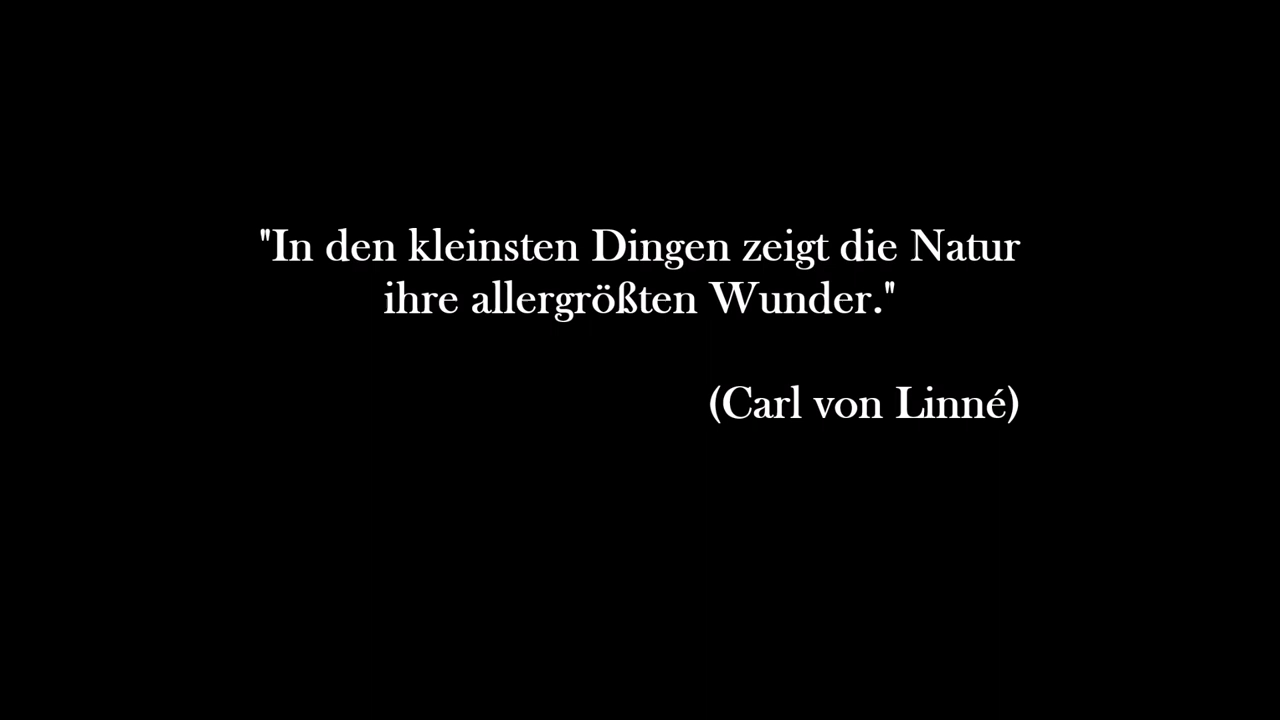 "In den kleinsten Dingen zeigt die Natur
ihre allergrößten Wunder."
(Carl von Linné)